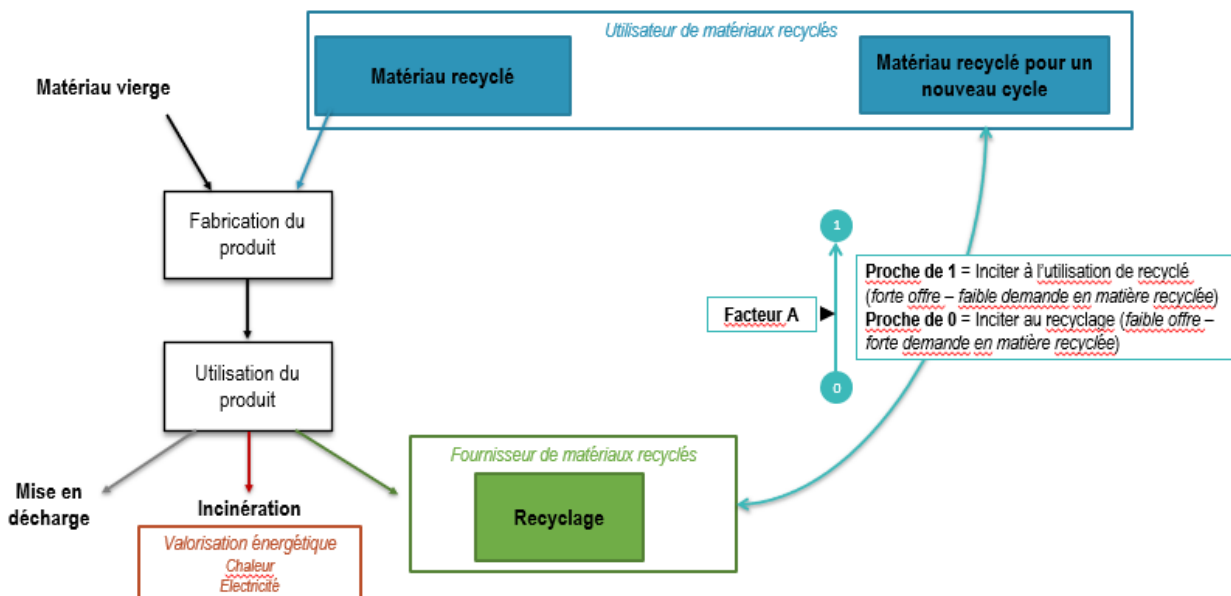 Utilisateur de matériaux recyclés
Matériau recyclé
Matériau recyclé pour un
nouveau cycle
Matériau vierge
Fabrication du
produit
1
Proche de 1 = Inciter à l'utilisation de recyclé
(forte offre – faible demande en matière recyclée)
Proche de 0 = Inciter au recyclage (faible offre –
forte demande en matière recyclée)
Facteur A
0
Utilisation du
produit
Fournisseur de matériaux recyclés
Recyclage
Mise en
décharge
Incinération
Valorisation énergétique
Chaleur
Electricité